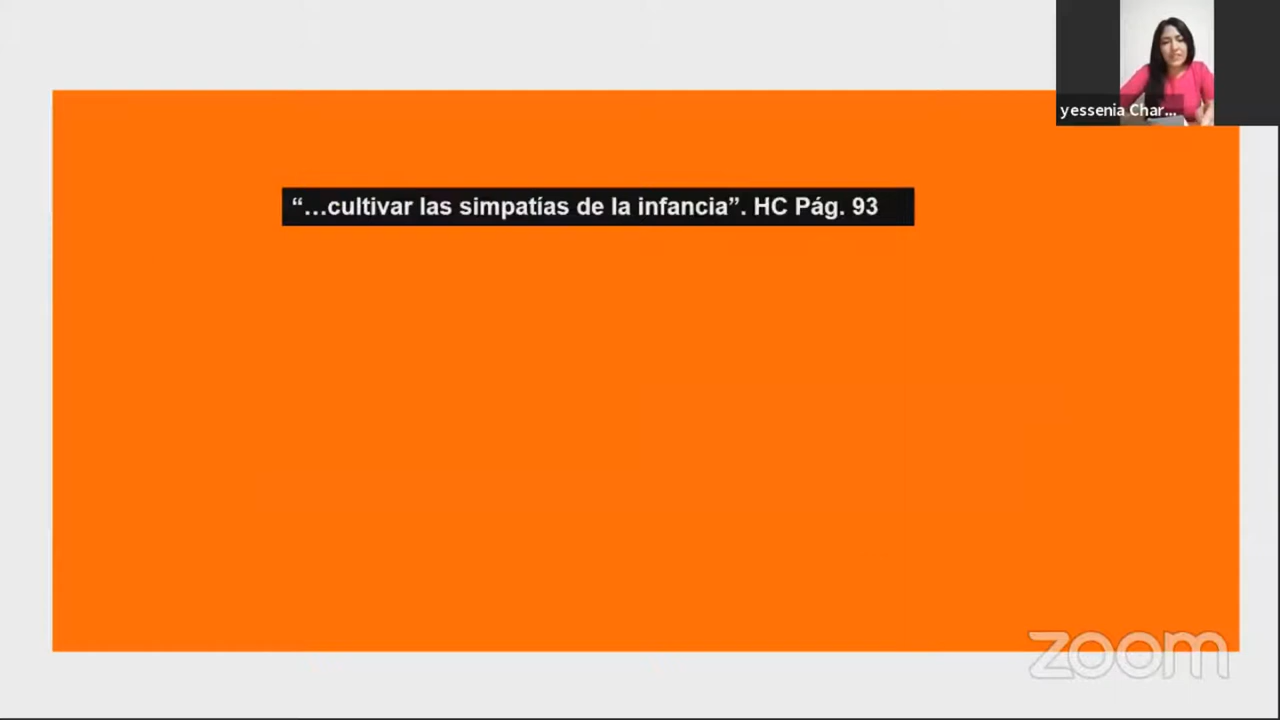 yessenia Char...
“…cultivar las simpatías de la infancia”. HC Pág. 93
zoom